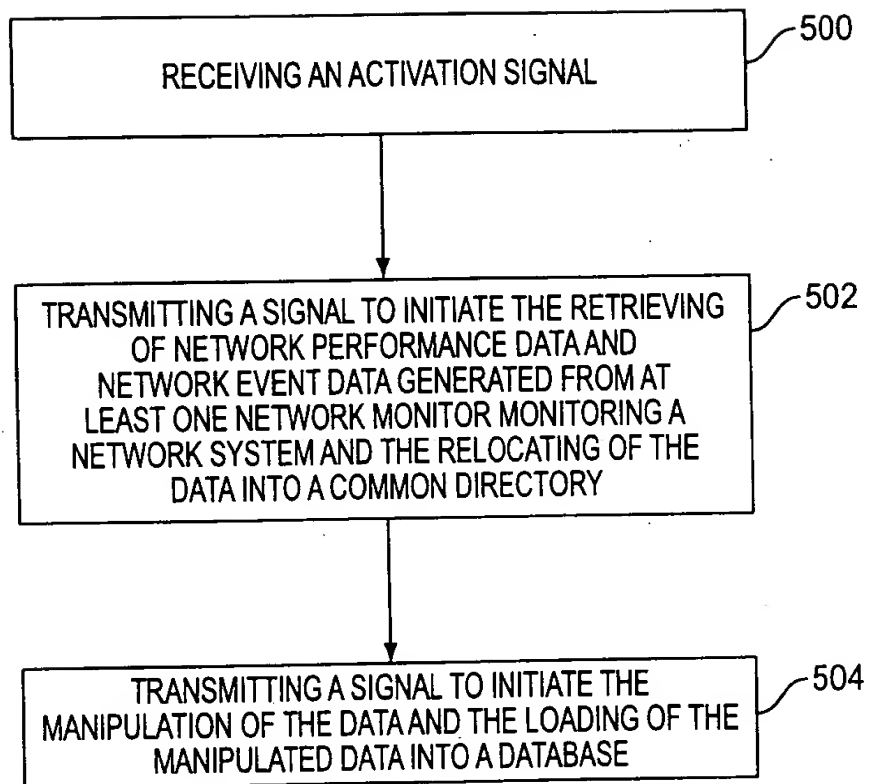 RECEIVING AN ACTIVATION SIGNAL
500
TRANSMITTING A SIGNAL TO INITIATE THE RETRIEVING
OF NETWORK PERFORMANCE DATA AND
NETWORK EVENT DATA GENERATED FROM AT
LEAST ONE NETWORK MONITOR MONITORING A
NETWORK SYSTEM AND THE RELOCATING OF THE
DATA INTO A COMMON DIRECTORY
502
TRANSMITTING A SIGNAL TO INITIATE THE
MANIPULATION OF THE DATA AND THE LOADING OF THE
MANIPULATED DATA INTO A DATABASE
504